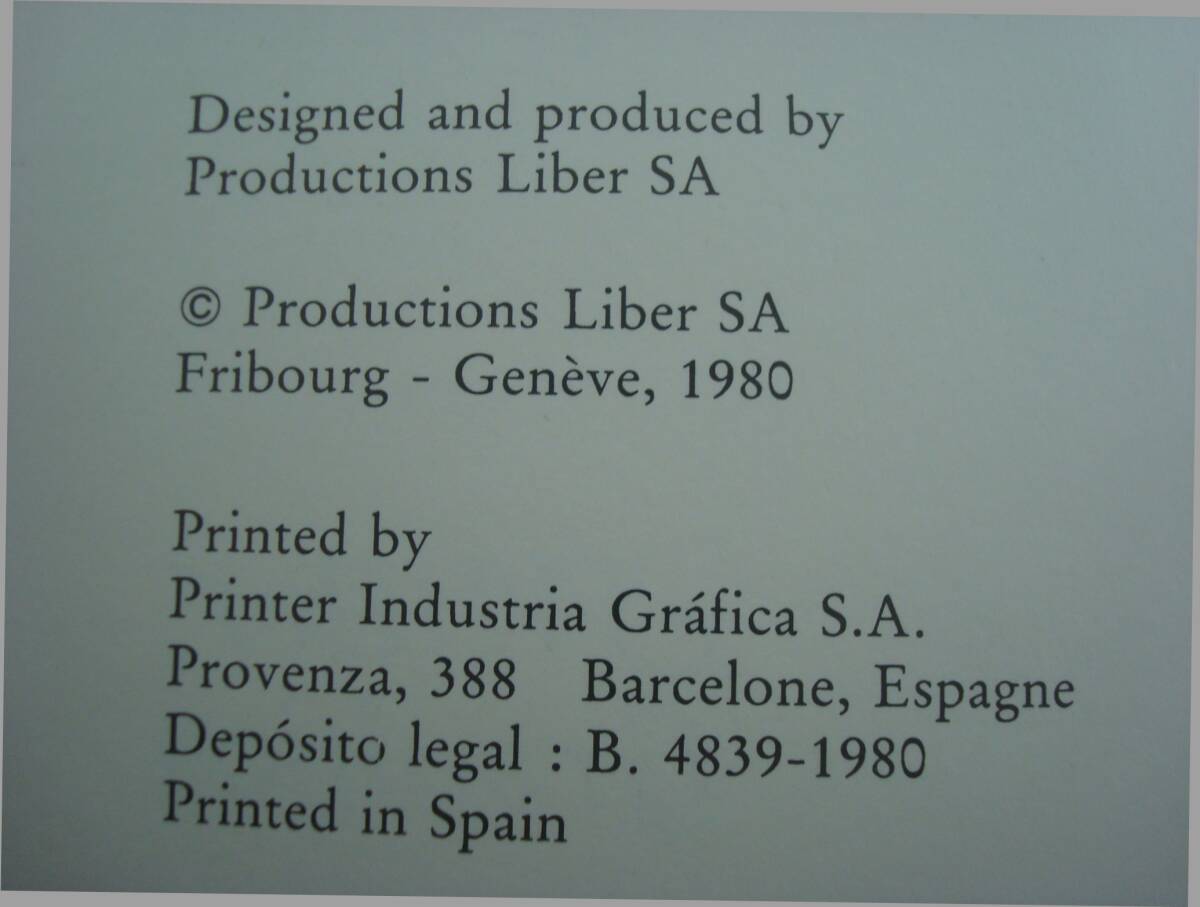 Designed and produced by
Productions Liber SA
© Productions Liber SA
Fribourg - Genève, 1980
Printed by
Printer Industria Gráfica S.A.
Provenza, 388 Barcelone, Espagne
Depósito legal : B. 4839-1980
Printed in Spain